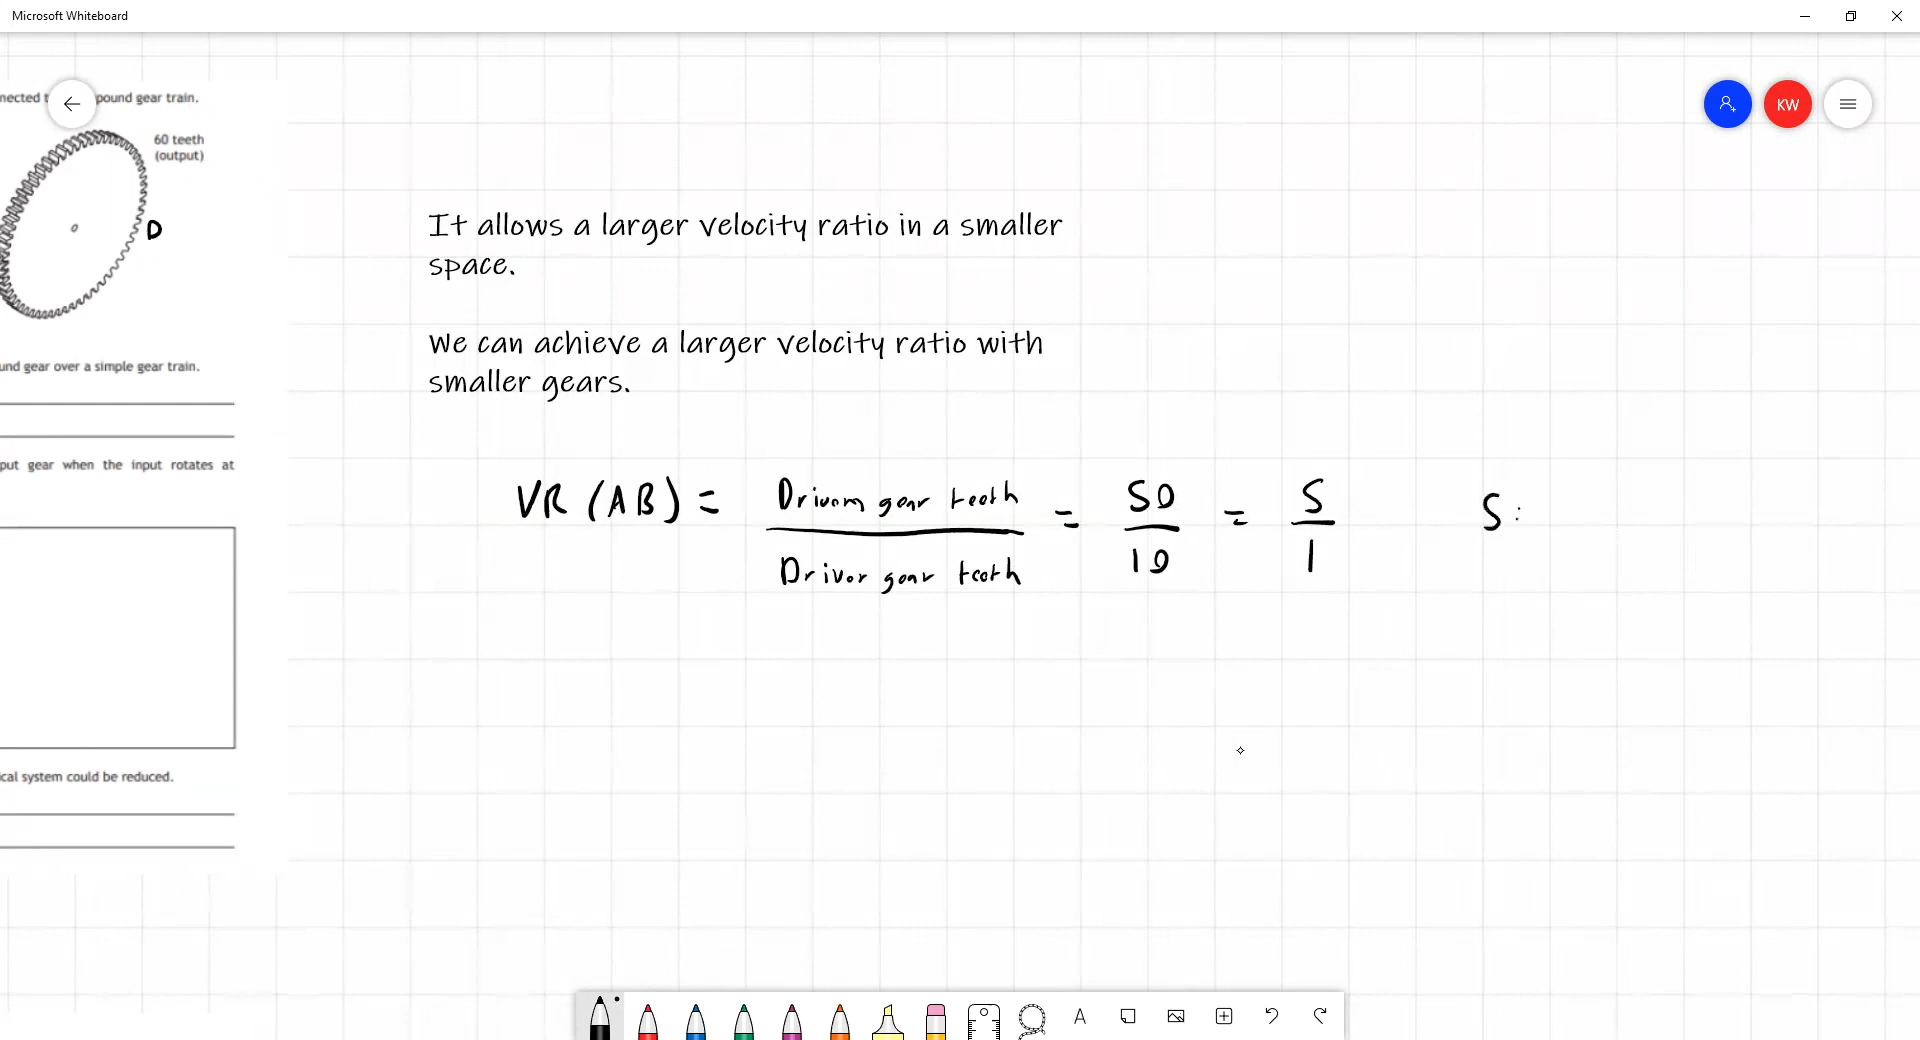 Microsoft Whiteboard
nected t pound gear train.
60 teeth
(output)
D
KW
It allows a larger velocity ratio in a smaller
space.
We can achieve a larger velocity ratio with
smaller gears.
und gear over a simple gear train.
put gear when the input rotates at
VR (AB) = Driven gear teeth / Driver gear teeth = 50 / 10 = 5 / 1 5:
ical system could be reduced.
A